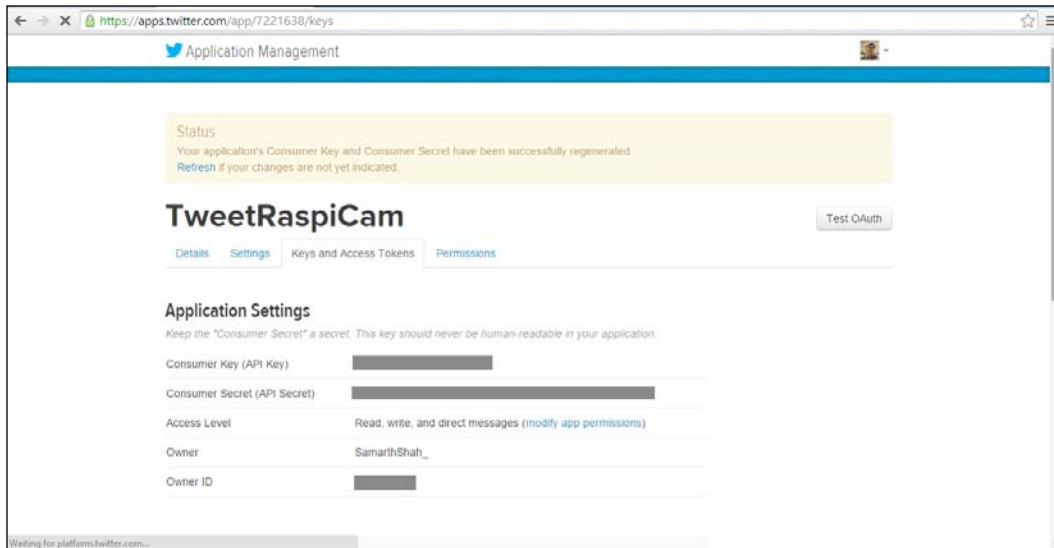 https://apps.twitter.com/app/7221638/keys
Application Management
Status
Your application's Consumer Key and Consumer Secret have been successfully regenerated
Refresh if your changes are not yet indicated.
TweetRaspiCam
Test OAuth
Details Settings Keys and Access Tokens Permissions
Application Settings
Keep the "Consumer Secret" a secret. This key should never be human-readable in your application.
Consumer Key (API Key)
Consumer Secret (API Secret)
Access Level Read, write, and direct messages (modify app permissions)
Owner SamarthShah_
Owner ID
Waiting for platform.twitter.com...